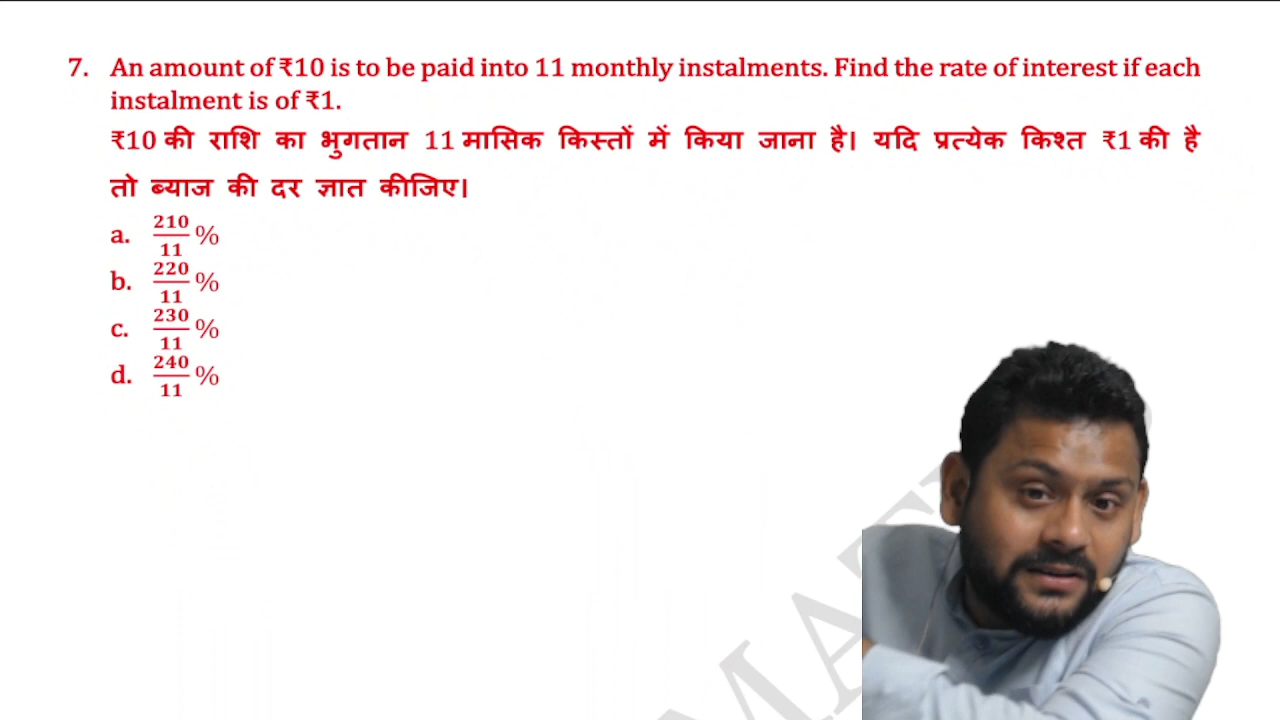 7. An amount of ₹10 is to be paid into 11 monthly instalments. Find the rate of interest if each
instalment is of ₹1.
₹10 की राशि का भुगतान 11 मासिक किस्तों में किया जाना है। यदि प्रत्येक किश्त ₹1 की है
तो ब्याज की दर ज्ञात कीजिए।
a. 210/11 %
b. 220/11 %
c. 230/11 %
d. 240/11 %